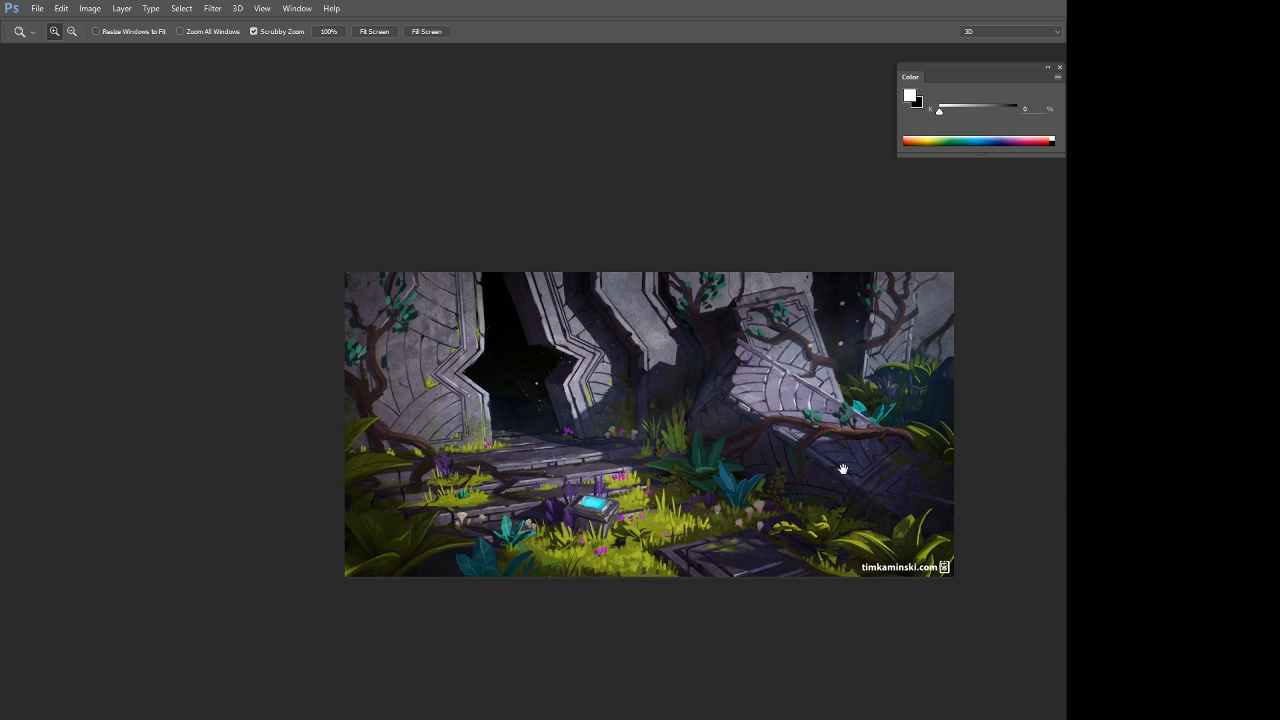 Ps File Edit Image Layer Type Select Filter 3D View Window Help
Resize Windows to Fit Zoom All Windows Scrubby Zoom 100% Fit Screen Fill Screen 3D
Color
K 0 %
timkaminski.com